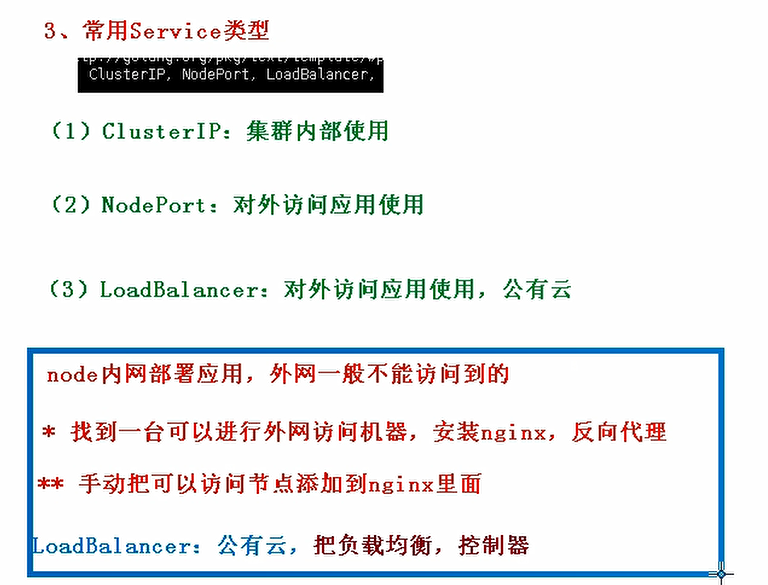 3、常用Service类型
tp://golang.org/pkg/text/template/#p
ClusterIP, NodePort, LoadBalancer,
（1）ClusterIP：集群内部使用
（2）NodePort：对外访问应用使用
（3）LoadBalancer：对外访问应用使用，公有云
node内网部署应用，外网一般不能访问到的
* 找到一台可以进行外网访问机器，安装nginx，反向代理
** 手动把可以访问节点添加到nginx里面
LoadBalancer：公有云，把负载均衡，控制器